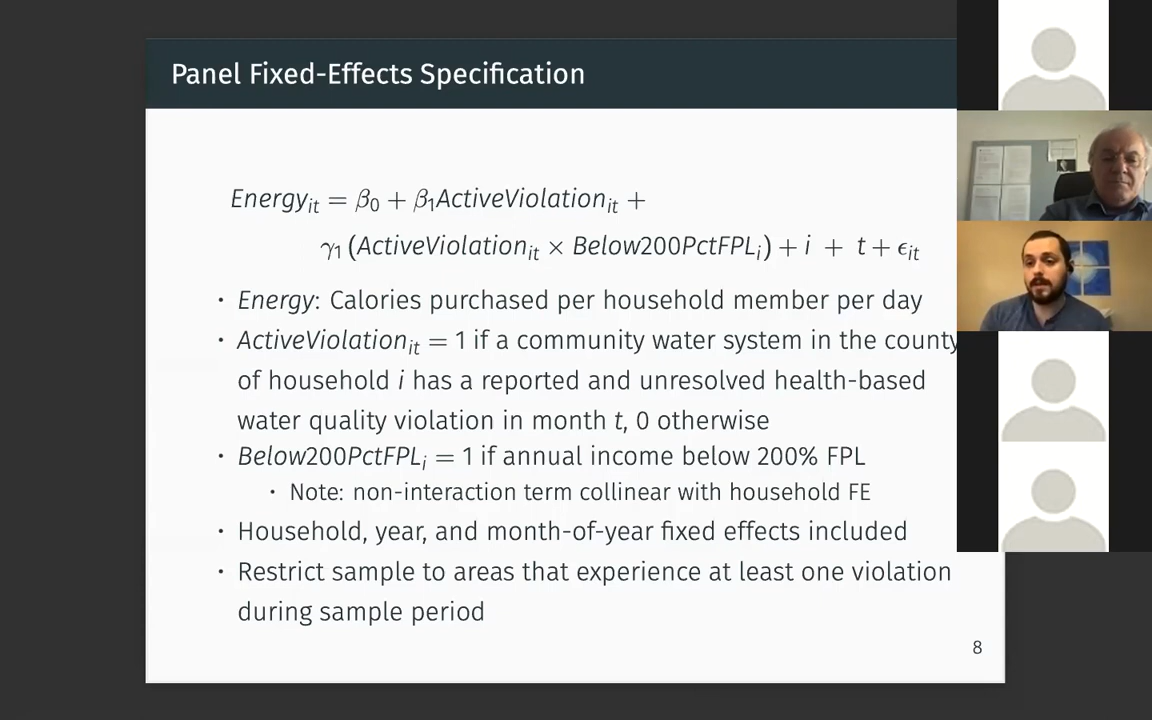 Panel Fixed-Effects Specification
Energy_it = β_0 + β_1ActiveViolation_it +
γ_1 (ActiveViolation_it × Below200PctFPL_i) + i + t + ϵ_it
· Energy: Calories purchased per household member per day
· ActiveViolation_it = 1 if a community water system in the county
of household i has a reported and unresolved health-based
water quality violation in month t, 0 otherwise
· Below200PctFPL_i = 1 if annual income below 200% FPL
· Note: non-interaction term collinear with household FE
· Household, year, and month-of-year fixed effects included
· Restrict sample to areas that experience at least one violation
during sample period
8